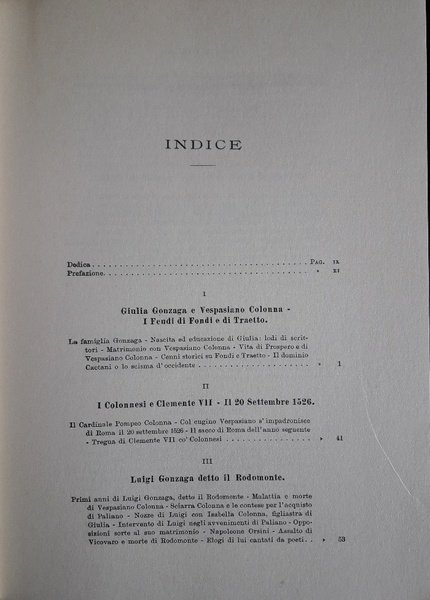 INDICE
Dedica . . . . . . . . . . . . . . . . . . . . . . . . . . . . . . . . Pag. IX
Prefazione. . . . . . . . . . . . . . . . . . . . . . . . . . . . . . . » XI
I
Giulia Gonzaga e Vespasiano Colonna -
I Feudi di Fondi e di Traetto.
La famiglia Gonzaga - Nascita ed educazione di Giulia: lodi di scrit-
tori - Matrimonio con Vespasiano Colonna - Vita di Prospero e di
Vespasiano Colonna - Cenni storici su Fondi e Traetto - Il dominio
Caetani e lo scisma d'occidente . . . . . . . . . . . . . . . . » 1
II
I Colonnesi e Clemente VII - Il 20 Settembre 1526.
Il Cardinale Pompeo Colonna - Col cugino Vespasiano s'impadronisce
di Roma il 20 settembre 1526 - Il sacco di Roma dell'anno seguente
- Tregua di Clemente VII co' Colonnesi . . . . . . . . . . . . . » 41
III
Luigi Gonzaga detto il Rodomonte.
Primi anni di Luigi Gonzaga, detto il Rodomonte - Malattia e morte
di Vespasiano Colonna - Sciarra Colonna e le contese per l'acquisto
di Paliano - Nozze di Luigi con Isabella Colonna, figliastra di
Giulia - Intervento di Luigi negli avvenimenti di Paliano - Oppo-
sizioni sorte al suo matrimonio - Napoleone Orsini - Assalto di
Vicovaro e morte di Rodomonte - Elogi di lui cantati da poeti. . » 53